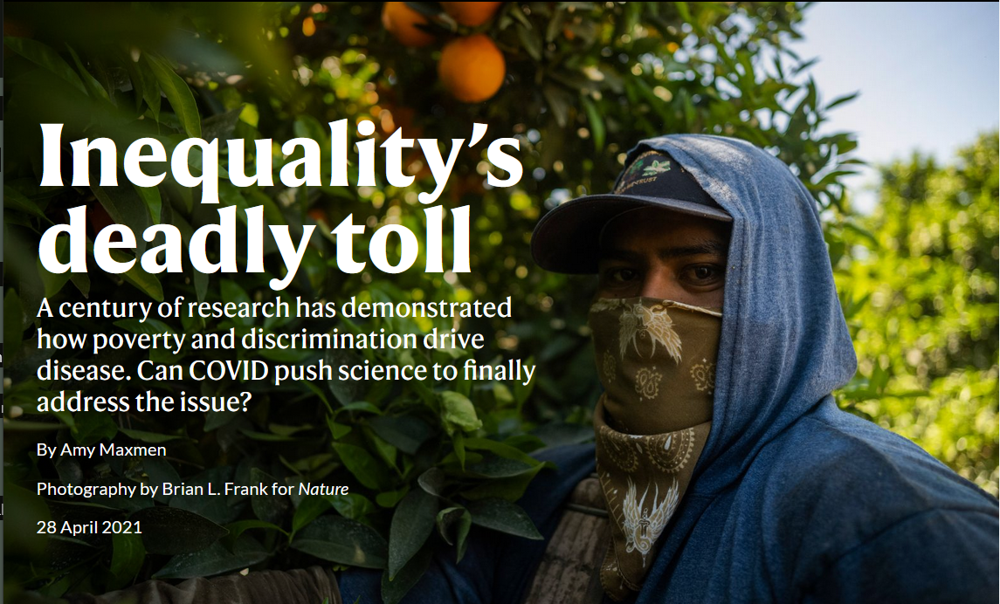 Inequality’s
deadly toll
A century of research has demonstrated
how poverty and discrimination drive
disease. Can COVID push science to finally
address the issue?
By Amy Maxmen
Photography by Brian L. Frank for Nature
28 April 2021